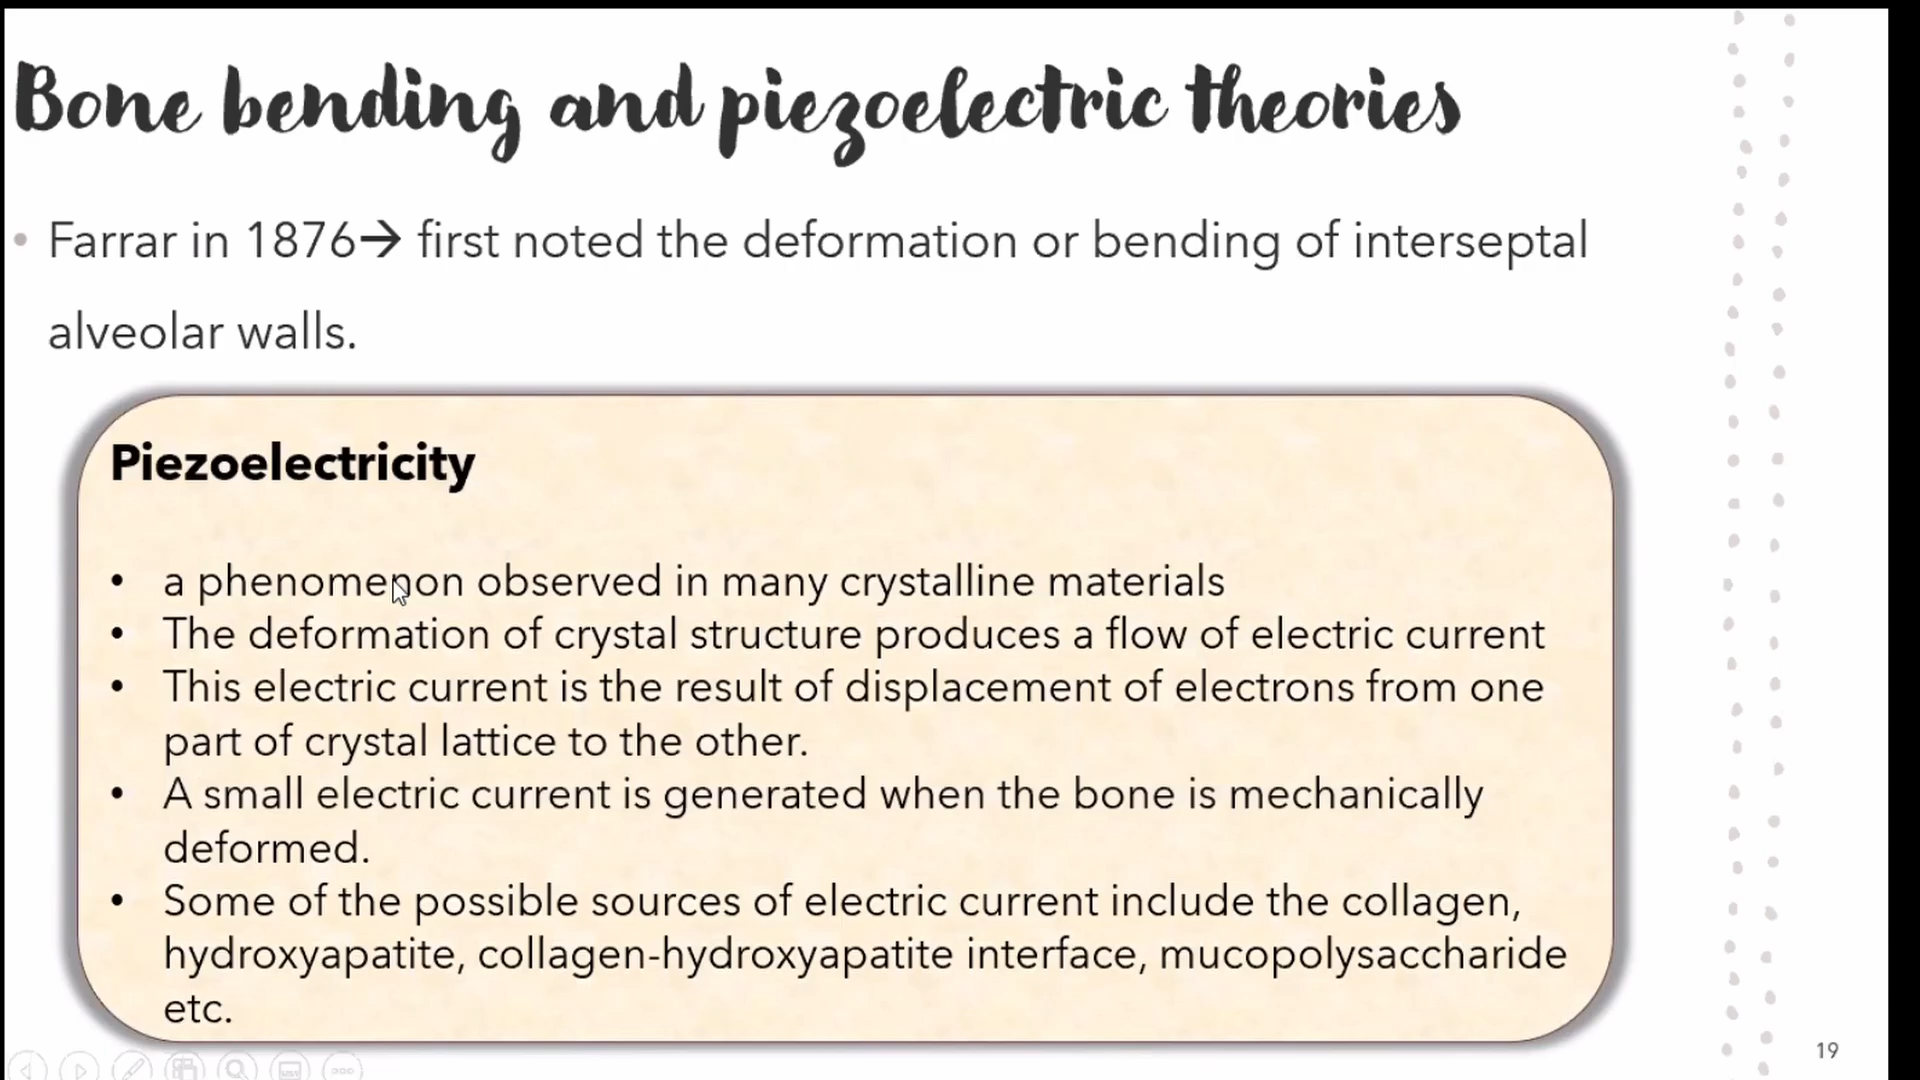 Bone bending and piezoelectric theories
• Farrar in 1876→ first noted the deformation or bending of interseptal
alveolar walls.
Piezoelectricity
• a phenomenon observed in many crystalline materials
• The deformation of crystal structure produces a flow of electric current
• This electric current is the result of displacement of electrons from one
part of crystal lattice to the other.
• A small electric current is generated when the bone is mechanically
deformed.
• Some of the possible sources of electric current include the collagen,
hydroxyapatite, collagen-hydroxyapatite interface, mucopolysaccharide
etc.
19